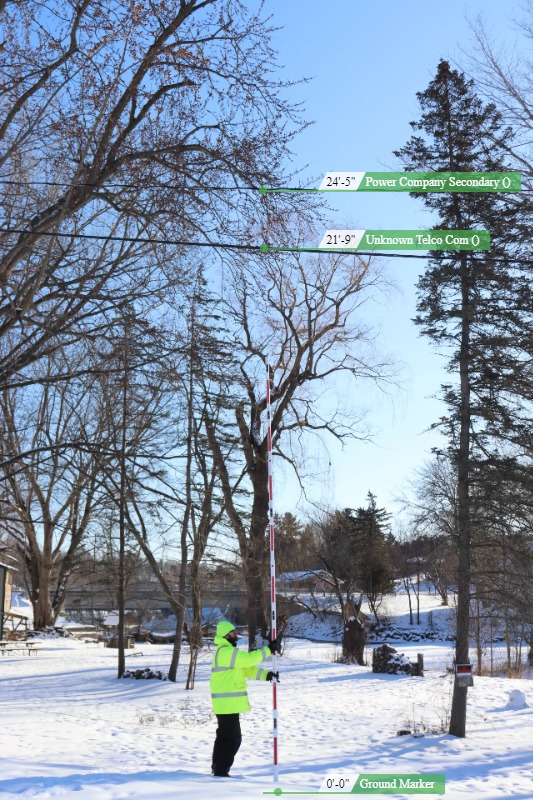 24'-5" Power Company Secondary ()
21'-9" Unknown Telco Com ()
0'-0" Ground Marker